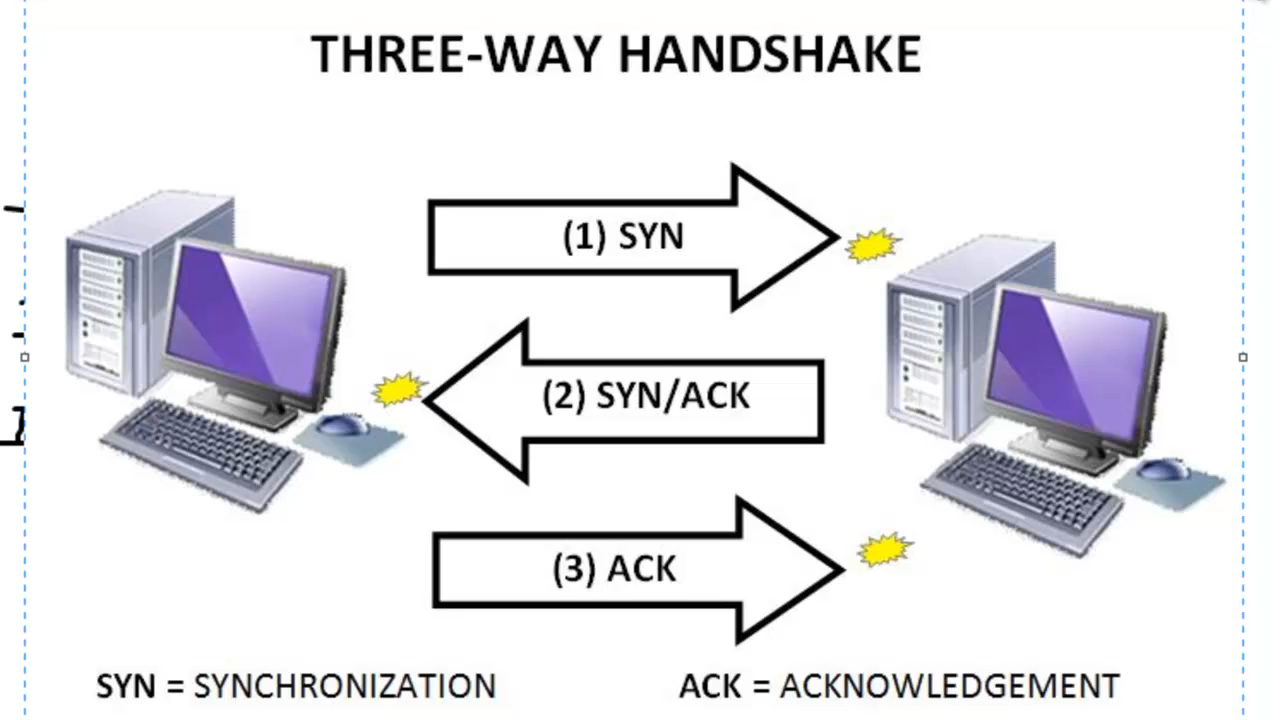 THREE-WAY HANDSHAKE
(1) SYN
(2) SYN/ACK
(3) ACK
SYN = SYNCHRONIZATION
ACK = ACKNOWLEDGEMENT